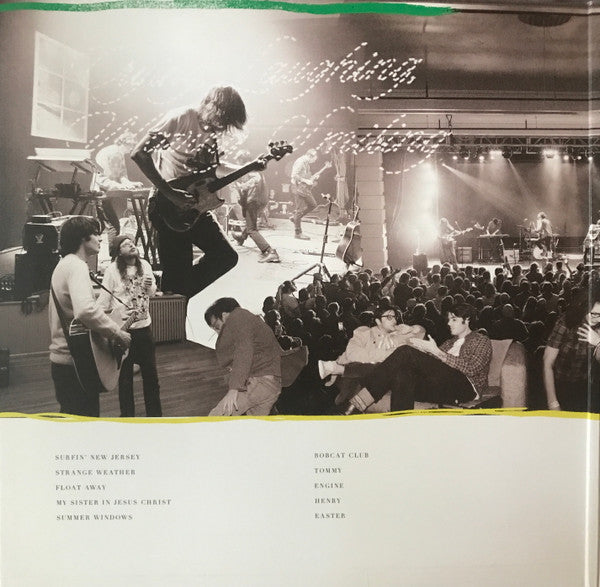 Laughing
SURFIN' NEW JERSEY
STRANGE WEATHER
FLOAT AWAY
MY SISTER IN JESUS CHRIST
SUMMER WINDOWS
BOBCAT CLUB
TOMMY
ENGINE
HENRY
EASTER